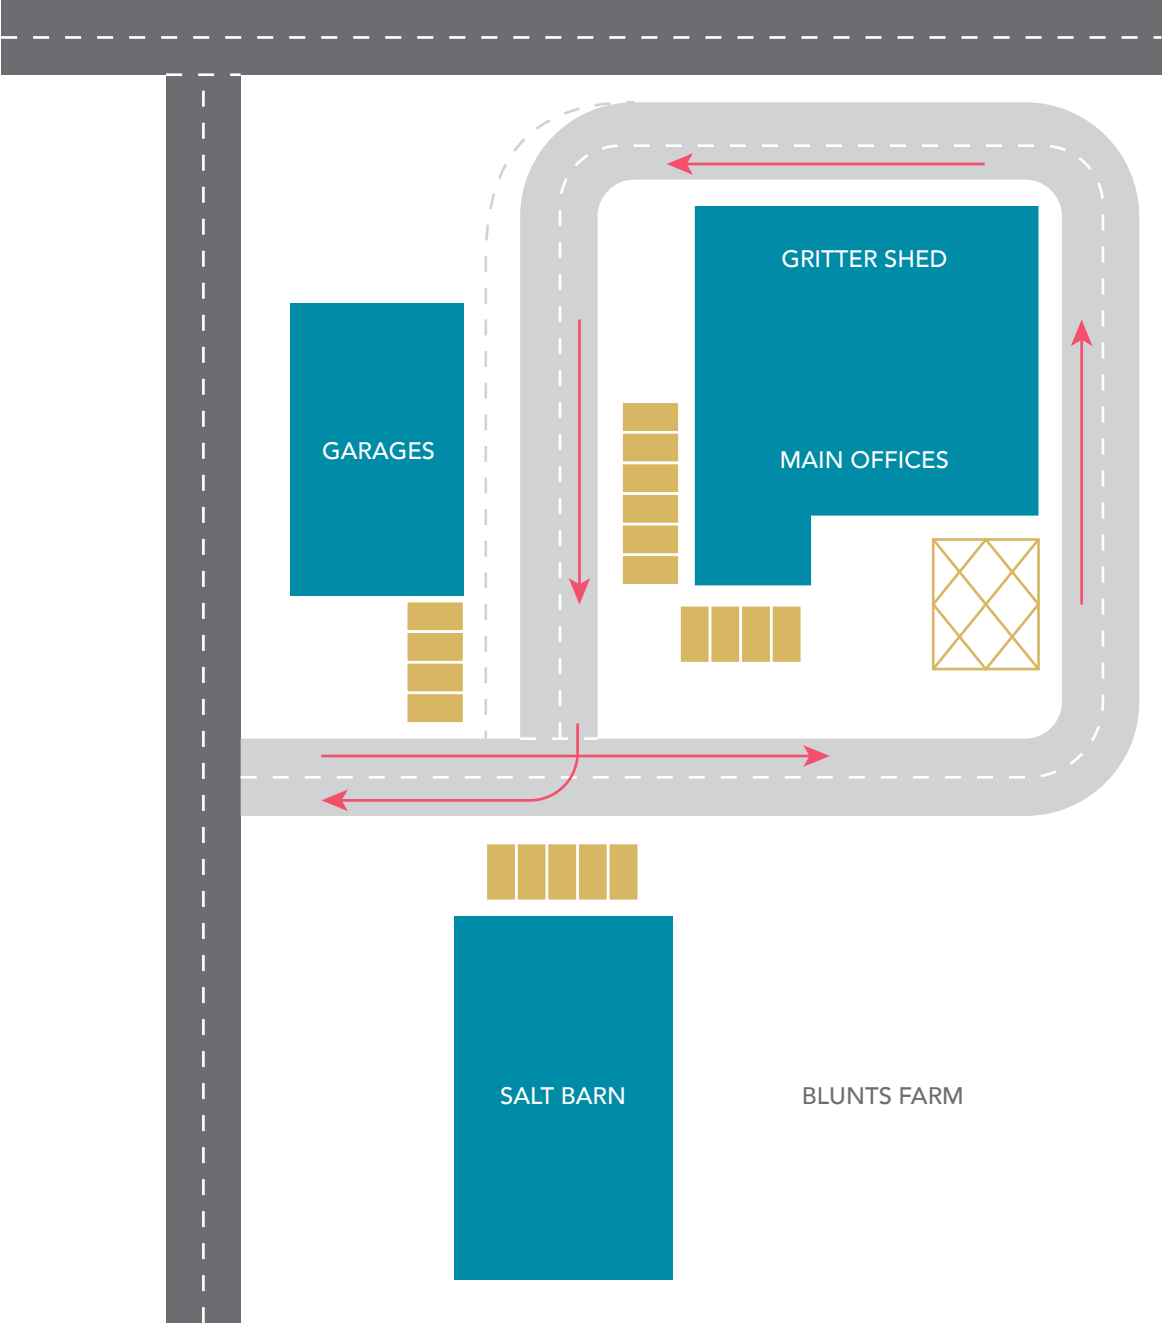 GRITTER SHED
GARAGES
MAIN OFFICES
SALT BARN
BLUNTS FARM